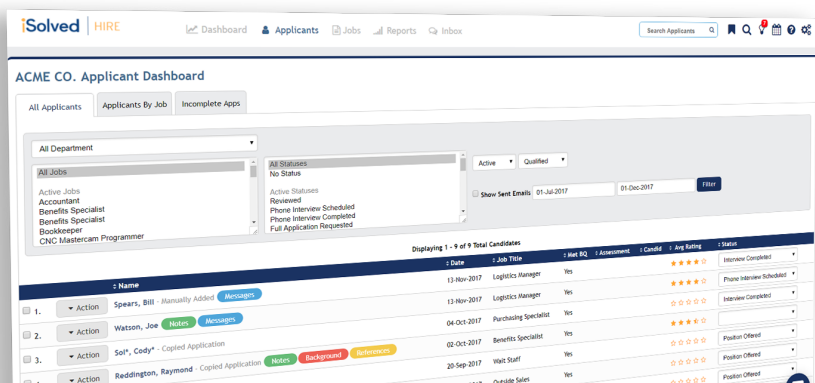 iSolved HIRE Dashboard Applicants Jobs Reports Inbox Search Applicants 7
ACME CO. Applicant Dashboard
All Applicants Applicants By Job Incomplete Apps
All Department
All Jobs
Active Jobs
Accountant
Benefits Specialist
Benefits Specialist
Bookkeeper
CNC Mastercam Programmer
All Statuses
No Status
Active Statuses
Reviewed
Phone Interview Scheduled
Phone Interview Completed
Full Application Requested
Active Qualified
Show Sent Emails 01-Jul-2017 01-Dec-2017 Filter
Displaying 1 - 9 of 9 Total Candidates
Name Date Job Title Met BQ Assessment Candid Avg Rating Status
1. Action Spears, Bill - Manually Added Messages 13-Nov-2017 Logistics Manager Yes Interview Completed
2. Action Watson, Joe Notes Messages 13-Nov-2017 Logistics Manager Yes Phone Interview Scheduled
3. Action Sol*, Cody* - Copied Application 04-Oct-2017 Purchasing Specialist Yes Interview Completed
Action Reddington, Raymond - Copied Application Notes Background References 02-Oct-2017 Benefits Specialist Yes
20-Sep-2017 Wait Staff Yes Position Offered
Outside Sales Yes Position Offered
Position Offered